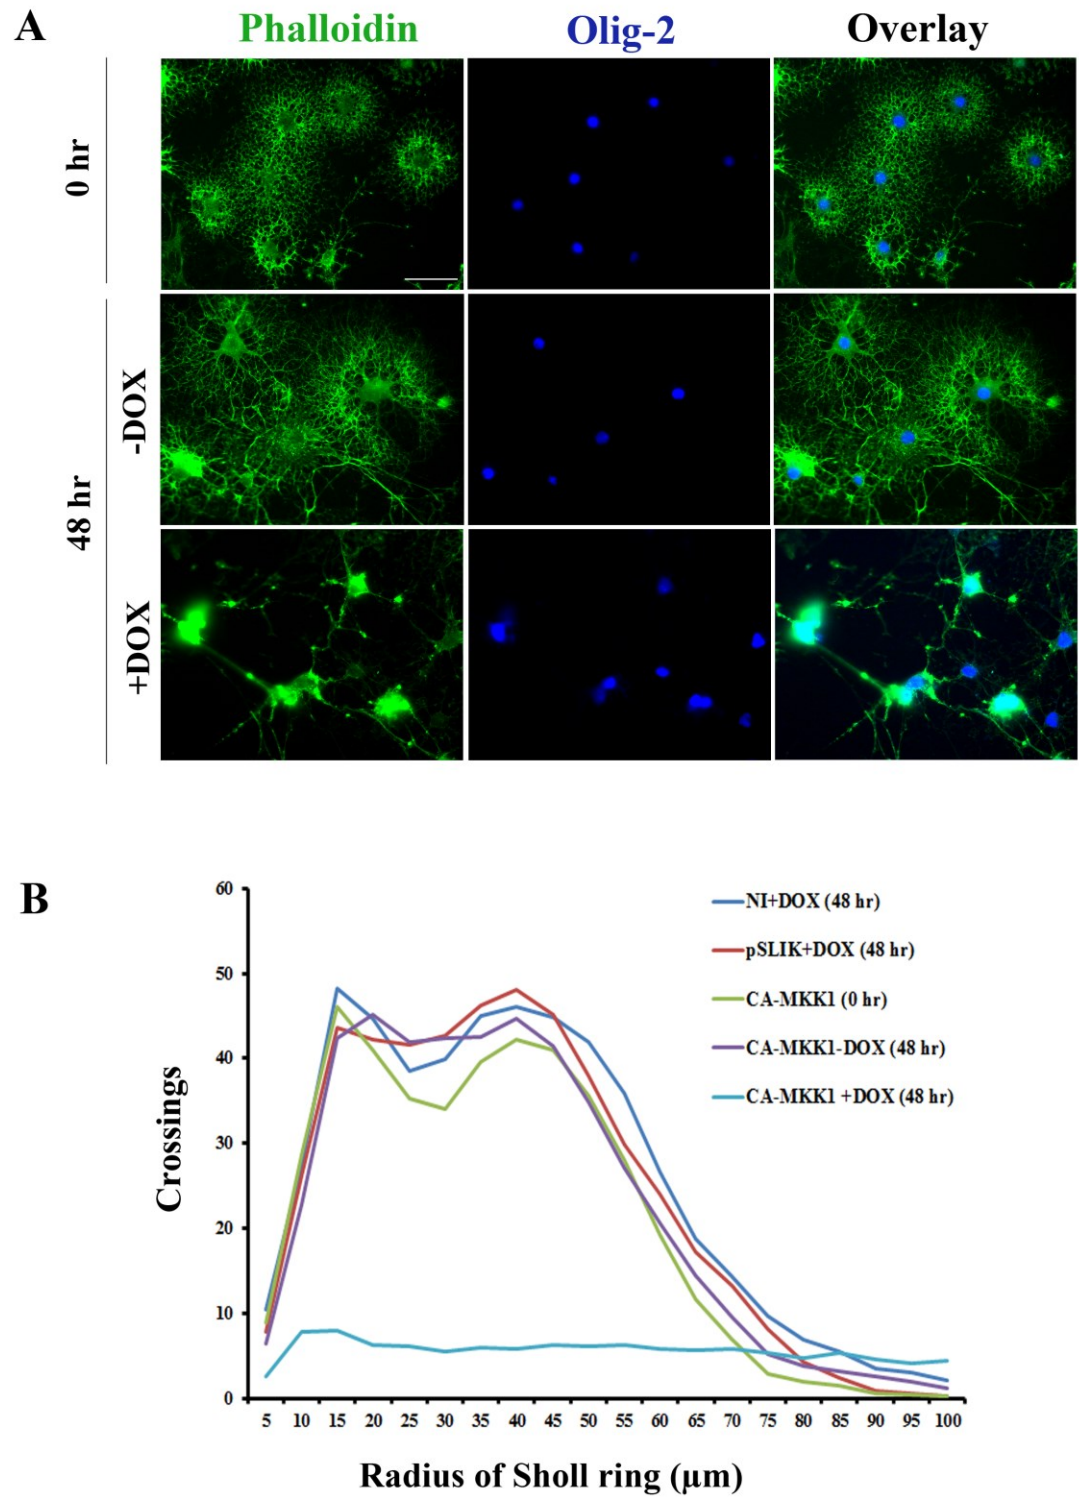 A
Phalloidin
Olig-2
Overlay
0 hr
48 hr
-DOX
+DOX
B
Crossings
60
50
40
30
20
10
0
NI+DOX (48 hr)
pSLIK+DOX (48 hr)
CA-MKK1 (0 hr)
CA-MKK1-DOX (48 hr)
CA-MKK1 +DOX (48 hr)
5 10 15 20 25 30 35 40 45 50 55 60 65 70 75 80 85 90 95 100
Radius of Sholl ring (µm)